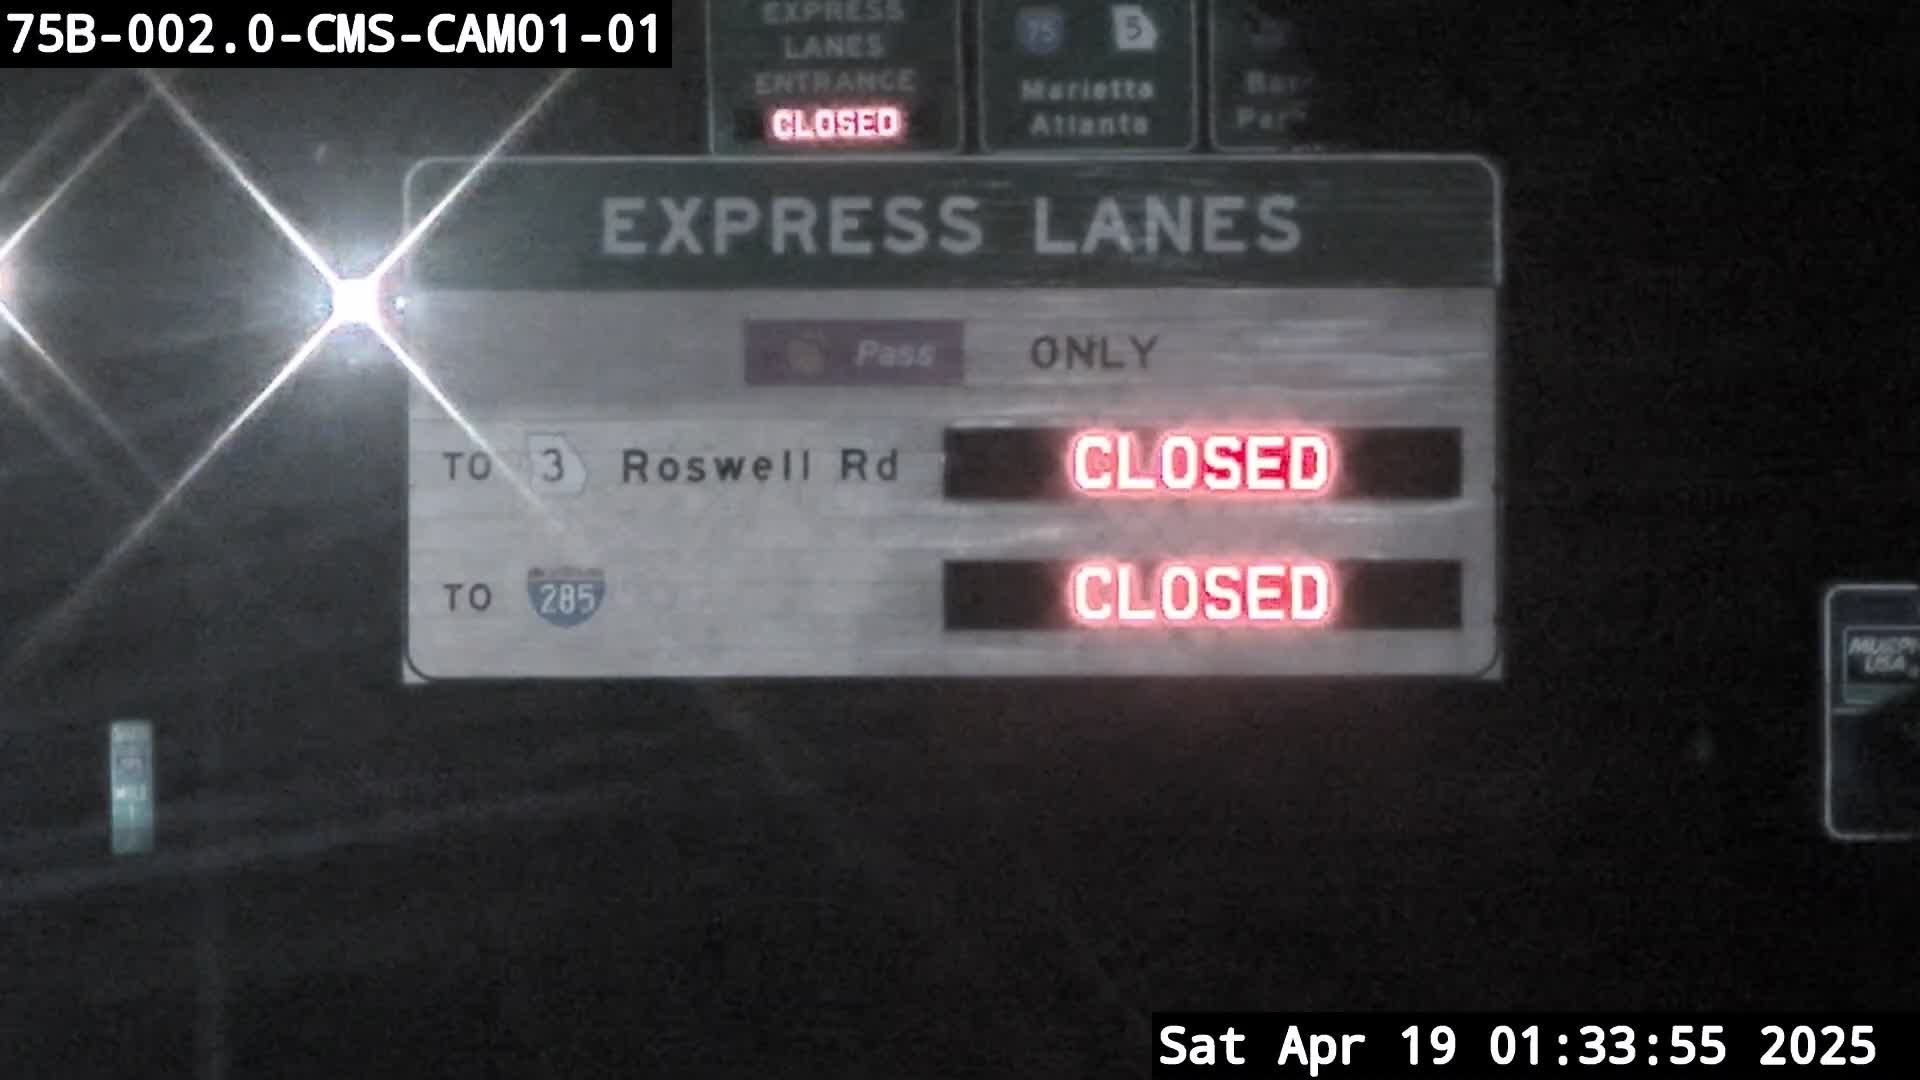 75B-002.0-CMS-CAM01-01
EXPRESS
LANES
ENTRANCE
CLOSED
75 5
Marietta
Atlanta
EXPRESS LANES
Pass ONLY
TO 3 Roswell Rd CLOSED
TO 285 CLOSED
USA
Sat Apr 19 01:33:55 2025